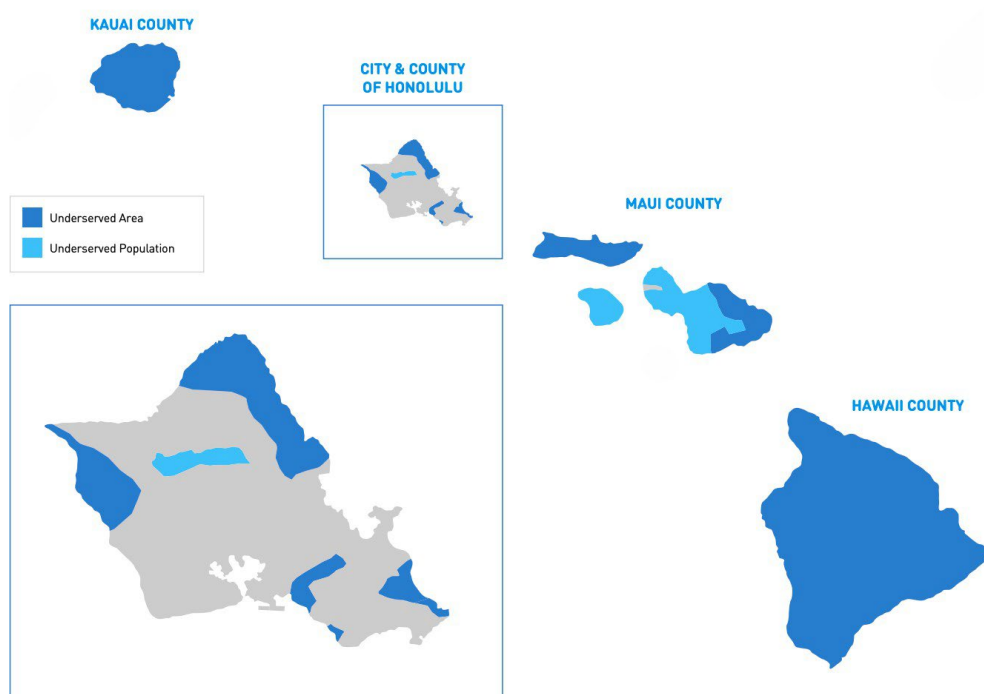 KAUAI COUNTY
CITY & COUNTY
OF HONOLULU
Underserved Area
Underserved Population
MAUI COUNTY
HAWAII COUNTY